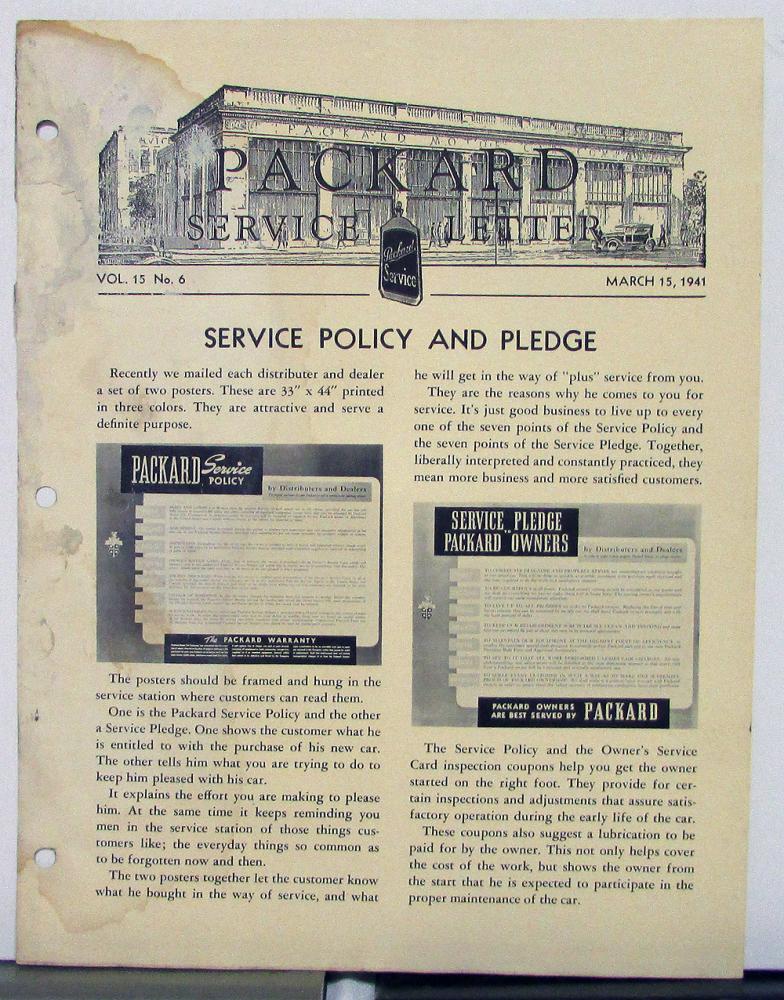 PACKARD MOTOR
PACKARD
SERVICE LETTER
Packard
Service
VOL. 15 No. 6
MARCH 15, 1941
SERVICE POLICY AND PLEDGE
Recently we mailed each distributer and dealer
a set of two posters. These are 33" x 44" printed
in three colors. They are attractive and serve a
definite purpose.
PACKARD Service
POLICY
by Distributers and Dealers
The PACKARD WARRANTY
The posters should be framed and hung in the
service station where customers can read them.
One is the Packard Service Policy and the other
a Service Pledge. One shows the customer what he
is entitled to with the purchase of his new car.
The other tells him what you are trying to do to
keep him pleased with his car.
It explains the effort you are making to please
him. At the same time it keeps reminding you
men in the service station of those things cus-
tomers like; the everyday things so common as
to be forgotten now and then.
The two posters together let the customer know
what he bought in the way of service, and what
he will get in the way of "plus" service from you.
They are the reasons why he comes to you for
service. It's just good business to live up to every
one of the seven points of the Service Policy and
the seven points of the Service Pledge. Together,
liberally interpreted and constantly practiced, they
mean more business and more satisfied customers.
SERVICE PLEDGE
TO
PACKARD OWNERS
by Distributers and Dealers
PACKARD OWNERS
ARE BEST SERVED BY PACKARD
The Service Policy and the Owner's Service
Card inspection coupons help you get the owner
started on the right foot. They provide for cer-
tain inspections and adjustments that assure satis-
factory operation during the early life of the car.
These coupons also suggest a lubrication to be
paid for by the owner. This not only helps cover
the cost of the work, but shows the owner from
the start that he is expected to participate in the
proper maintenance of the car.